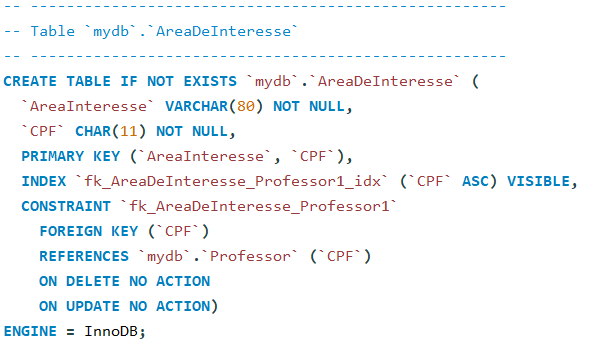 -- -----------------------------------------------------
-- Table `mydb`.`AreaDeInteresse`
-- -----------------------------------------------------
CREATE TABLE IF NOT EXISTS `mydb`.`AreaDeInteresse` (
  `AreaInteresse` VARCHAR(80) NOT NULL,
  `CPF` CHAR(11) NOT NULL,
  PRIMARY KEY (`AreaInteresse`, `CPF`),
  INDEX `fk_AreaDeInteresse_Professor1_idx` (`CPF` ASC) VISIBLE,
  CONSTRAINT `fk_AreaDeInteresse_Professor1`
    FOREIGN KEY (`CPF`)
    REFERENCES `mydb`.`Professor` (`CPF`)
    ON DELETE NO ACTION
    ON UPDATE NO ACTION)
ENGINE = InnoDB;